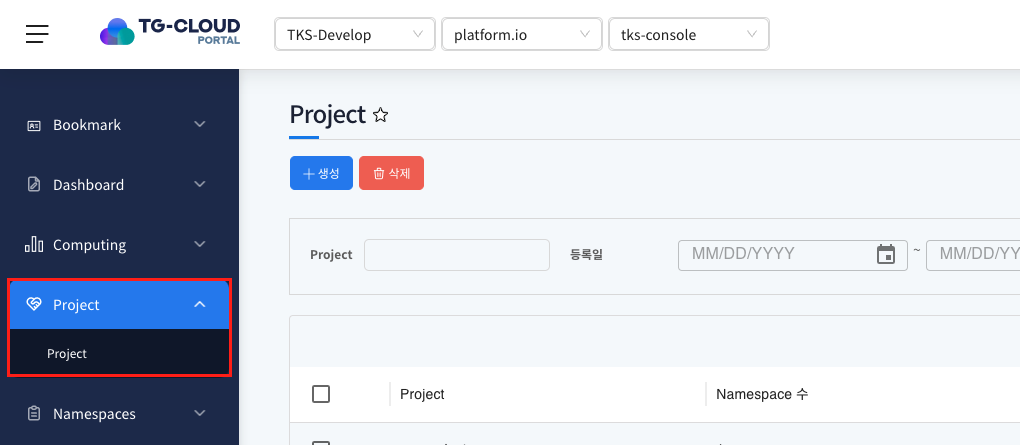 TG-CLOUD
PORTAL
TKS-Develop
platform.io
tks-console
Bookmark
Dashboard
Computing
Project
Project
Namespaces
Project
생성
삭제
Project
등록일
MM/DD/YYYY
~
MM/DD/YY
Project
Namespace 수